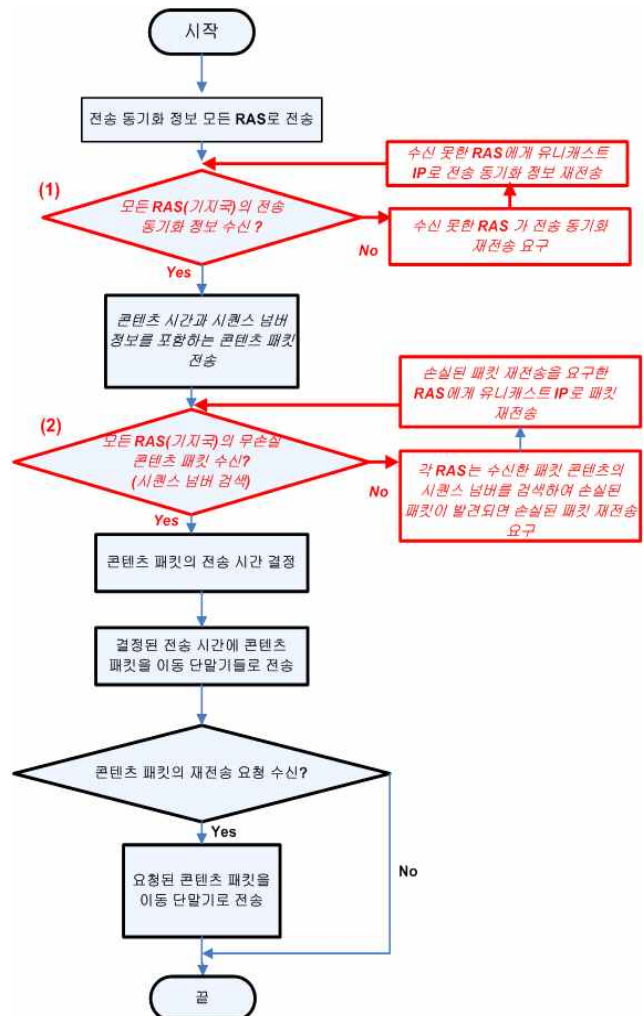 시작
전송 동기화 정보 모든 RAS로 전송
수신 못한 RAS에게 유니캐스트
IP로 전송 동기화 정보 재전송
(1)
모든 RAS(기지국)의 전송
동기화 정보 수신 ?
수신 못한 RAS 가 전송 동기화
재전송 요구
No
Yes
콘텐츠 시간과 시퀀스 넘버
정보를 포함하는 콘텐츠 패킷
전송
손실된 패킷 재전송을 요구한
RAS에게 유니캐스트 IP로 패킷
재전송
(2)
모든 RAS(기지국)의 무손실
콘텐츠 패킷 수신?
(시퀀스 넘버 검색)
각 RAS는 수신한 패킷 콘텐츠의
시퀀스 넘버를 검색하여 손실된
패킷이 발견되면 손실된 패킷 재전송
요구
No
Yes
콘텐츠 패킷의 전송 시간 결정
결정된 전송 시간에 콘텐츠
패킷을 이동 단말기들로 전송
콘텐츠 패킷의 재전송 요청 수신?
Yes
No
요청된 콘텐츠 패킷을
이동 단말기로 전송
끝